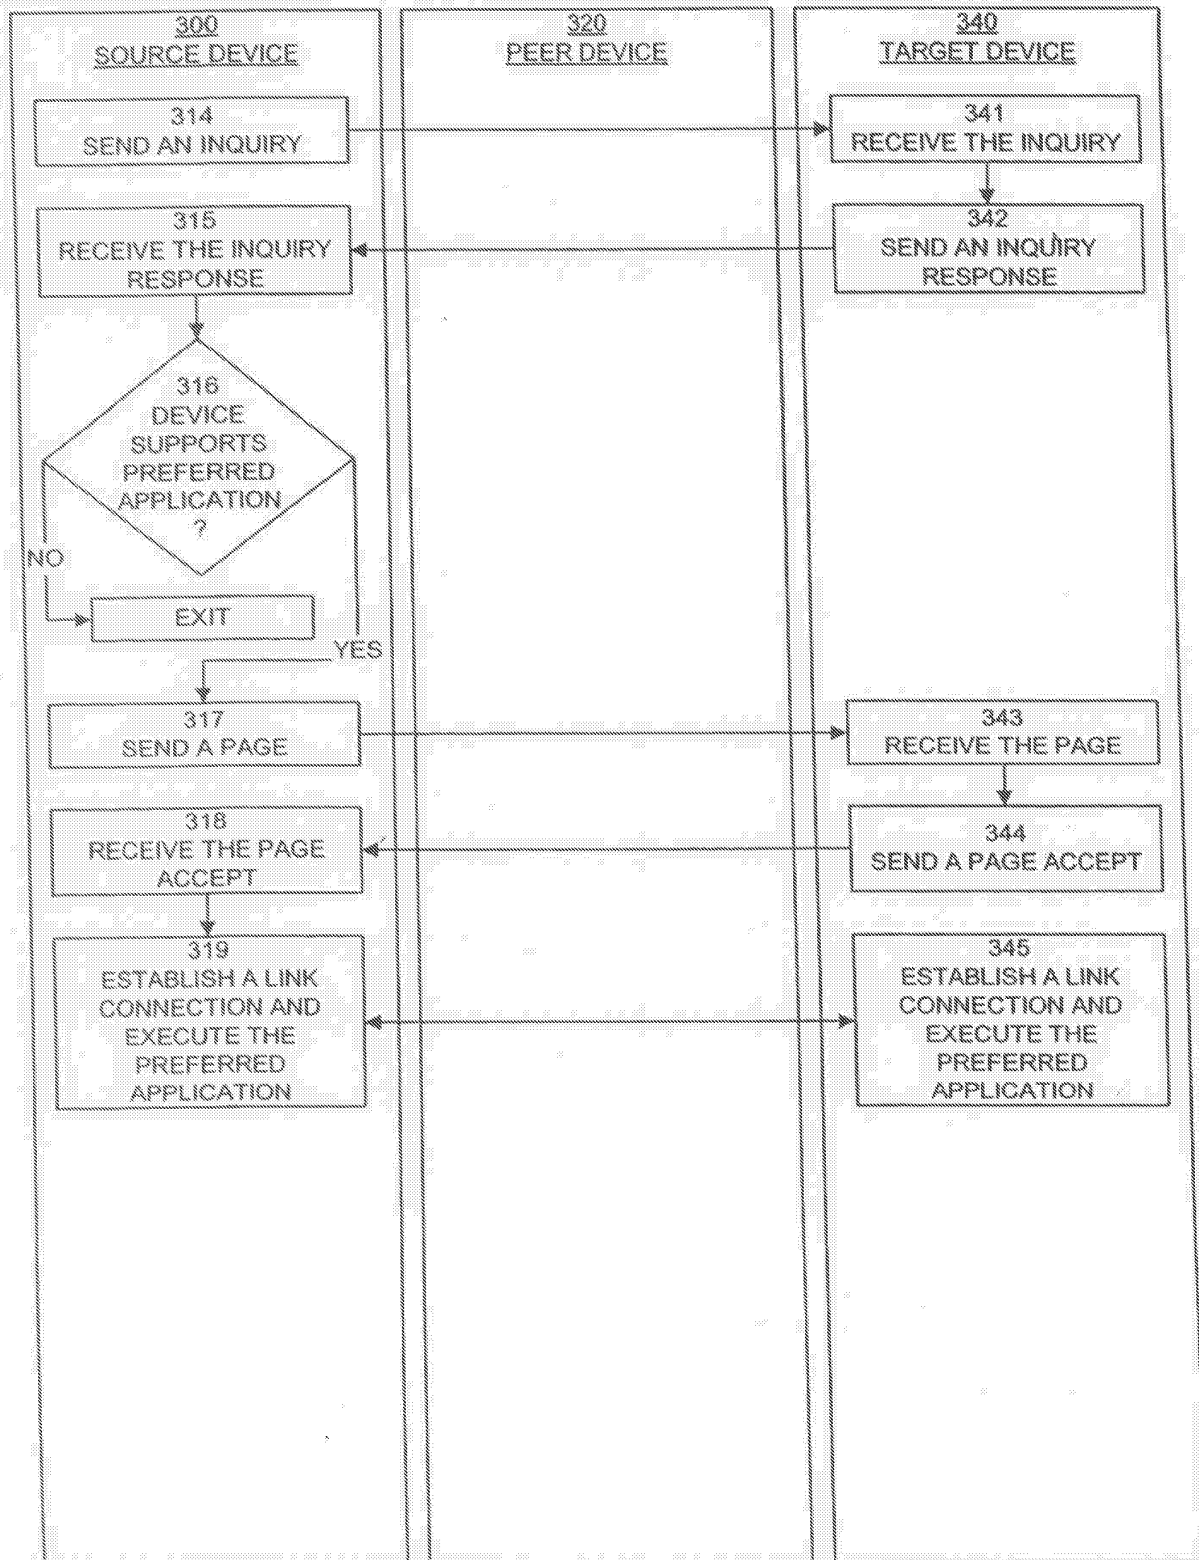 300
SOURCE DEVICE
320
PEER DEVICE
340
TARGET DEVICE
314
SEND AN INQUIRY
341
RECEIVE THE INQUIRY
315
RECEIVE THE INQUIRY
RESPONSE
342
SEND AN INQUIRY
RESPONSE
316
DEVICE
SUPPORTS
PREFERRED
APPLICATION
?
NO
EXIT
YES
317
SEND A PAGE
343
RECEIVE THE PAGE
318
RECEIVE THE PAGE
ACCEPT
344
SEND A PAGE ACCEPT
319
ESTABLISH A LINK
CONNECTION AND
EXECUTE THE
PREFERRED
APPLICATION
345
ESTABLISH A LINK
CONNECTION AND
EXECUTE THE
PREFERRED
APPLICATION